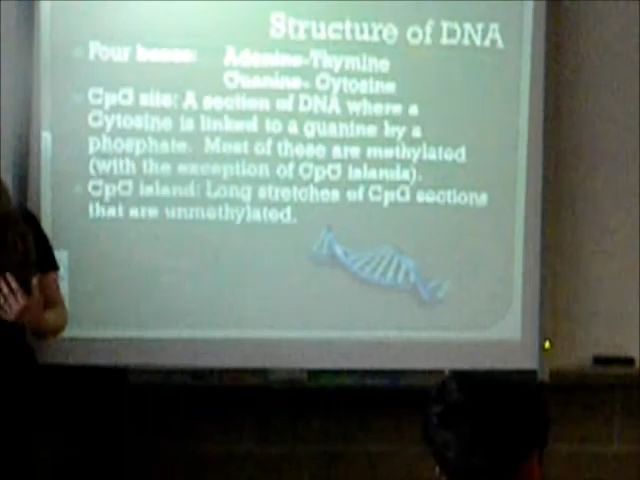 Structure of DNA
Four bases: Adenine-Thymine
Guanine- Cytosine
CpG site: A section of DNA where a
Cytosine is linked to a guanine by a
phosphate. Most of these are methylated
(with the exception of CpG islands).
CpG island: Long stretches of CpG sections
that are unmethylated.